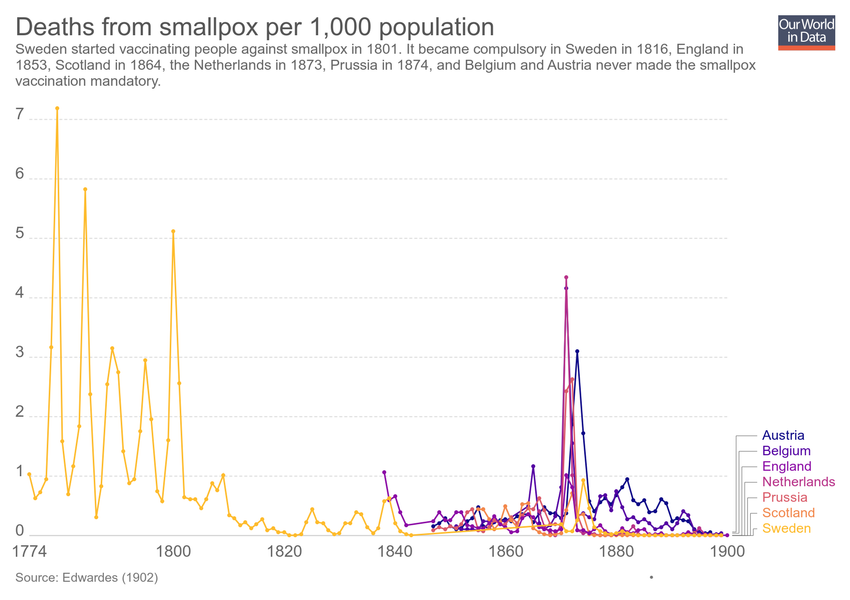 Deaths from smallpox per 1,000 population
Our World
in Data
Sweden started vaccinating people against smallpox in 1801. It became compulsory in Sweden in 1816, England in
1853, Scotland in 1864, the Netherlands in 1873, Prussia in 1874, and Belgium and Austria never made the smallpox
vaccination mandatory.
7
6
5
4
3
2
1
0
Austria
Belgium
England
Netherlands
Prussia
Scotland
Sweden
1774 1800 1820 1840 1860 1880 1900
Source: Edwardes (1902)